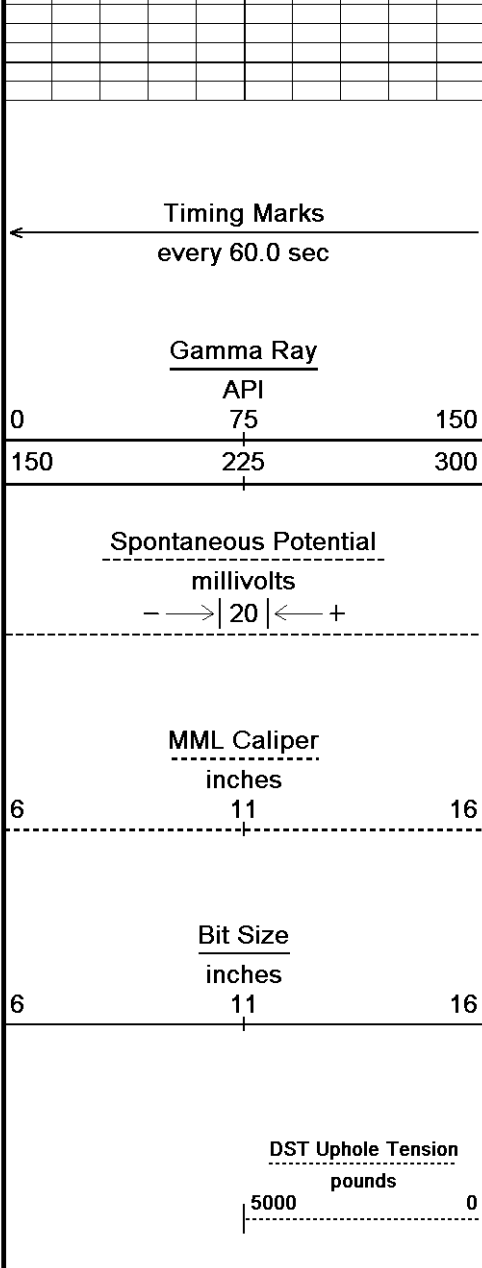 Timing Marks
every 60.0 sec
Gamma Ray
API
0 75 150
150 225 300
Spontaneous Potential
millivolts
− 20 +
MML Caliper
inches
6 11 16
Bit Size
inches
6 11 16
DST Uphole Tension
pounds
5000 0